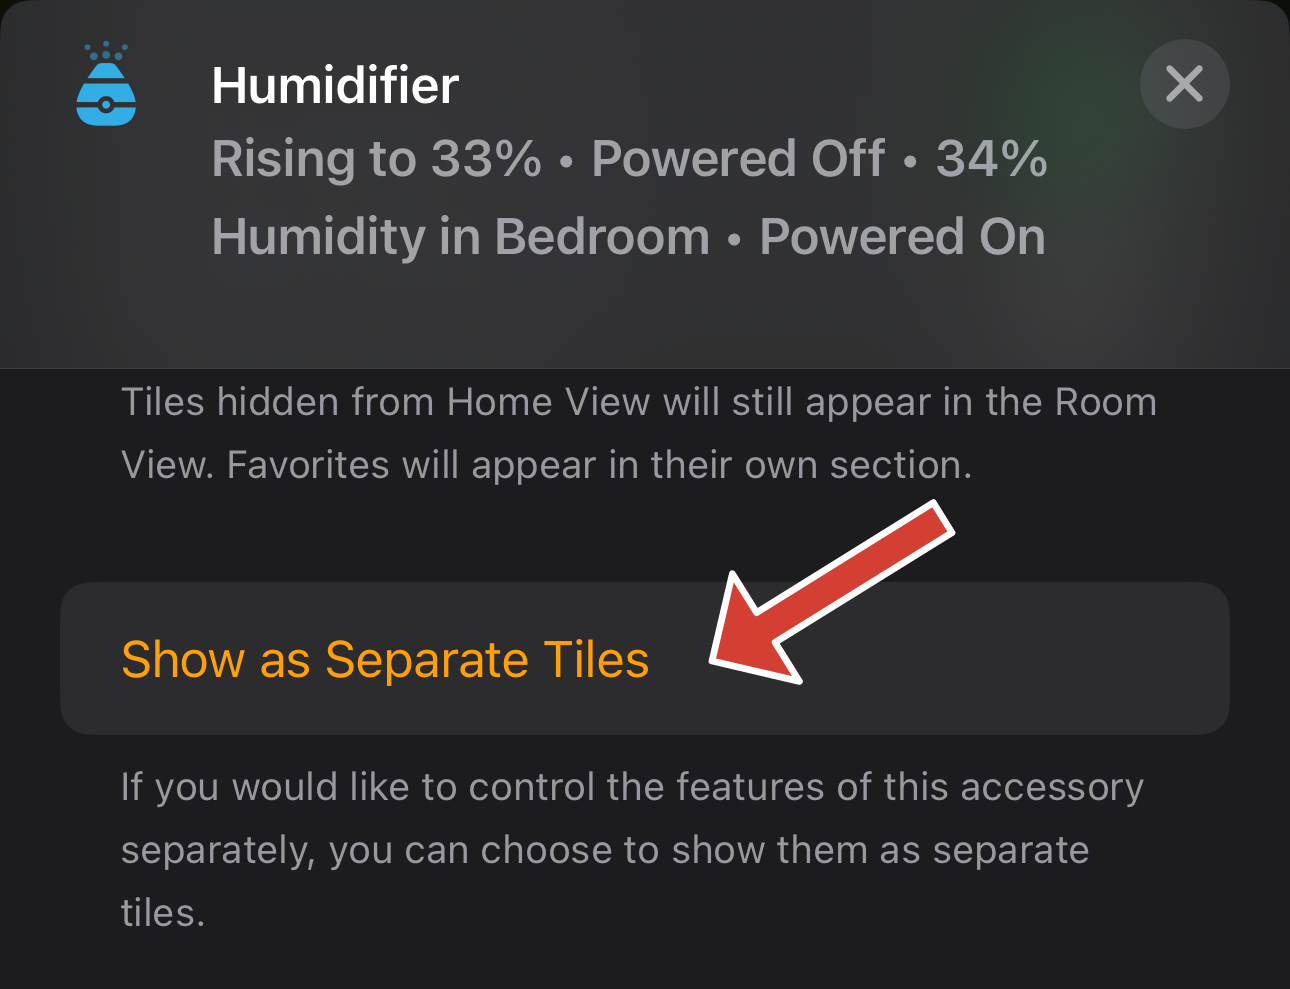 Humidifier
Rising to 33% • Powered Off • 34%
Humidity in Bedroom • Powered On
Tiles hidden from Home View will still appear in the Room
View. Favorites will appear in their own section.
Show as Separate Tiles
If you would like to control the features of this accessory
separately, you can choose to show them as separate
tiles.